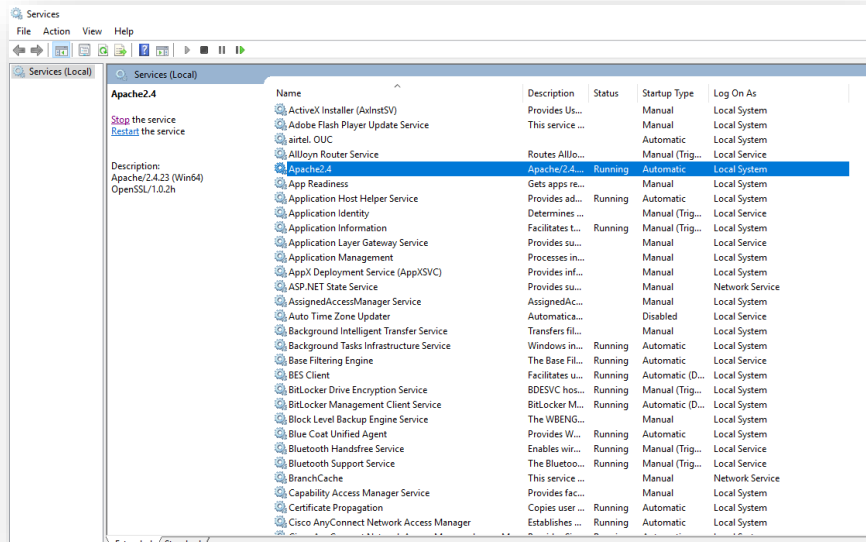 Services
File Action View Help
Services (Local)
Services (Local)
Apache2.4
Stop the service
Restart the service
Description:
Apache/2.4.23 (Win64)
OpenSSL/1.0.2h
Name Description Status Startup Type Log On As
ActiveX Installer (AxInstSV) Provides Us... Manual Local System
Adobe Flash Player Update Service This service ... Manual Local System
airtel. OUC Automatic Local System
AllJoyn Router Service Routes AllJo... Manual (Trig... Local Service
Apache2.4 Apache/2.4.... Running Automatic Local System
App Readiness Gets apps re... Manual Local System
Application Host Helper Service Provides ad... Running Automatic Local System
Application Identity Determines ... Manual (Trig... Local Service
Application Information Facilitates t... Running Manual (Trig... Local System
Application Layer Gateway Service Provides su... Manual Local Service
Application Management Processes in... Manual Local System
AppX Deployment Service (AppXSVC) Provides inf... Manual Local System
ASP.NET State Service Provides su... Manual Network Service
AssignedAccessManager Service AssignedAc... Manual Local System
Auto Time Zone Updater Automatica... Disabled Local Service
Background Intelligent Transfer Service Transfers fil... Manual Local System
Background Tasks Infrastructure Service Windows in... Running Automatic Local System
Base Filtering Engine The Base Fil... Running Automatic Local Service
BES Client Facilitates u... Running Automatic (D... Local System
BitLocker Drive Encryption Service BDESVC hos... Running Manual (Trig... Local System
BitLocker Management Client Service BitLocker M... Running Automatic (D... Local System
Block Level Backup Engine Service The WBENG... Manual Local System
Blue Coat Unified Agent Provides W... Running Automatic Local System
Bluetooth Handsfree Service Enables wir... Running Manual (Trig... Local Service
Bluetooth Support Service The Bluetoo... Running Manual (Trig... Local Service
BranchCache This service ... Manual Network Service
Capability Access Manager Service Provides fac... Manual Local System
Certificate Propagation Copies user ... Running Automatic Local System
Cisco AnyConnect Network Access Manager Establishes ... Running Automatic Local System